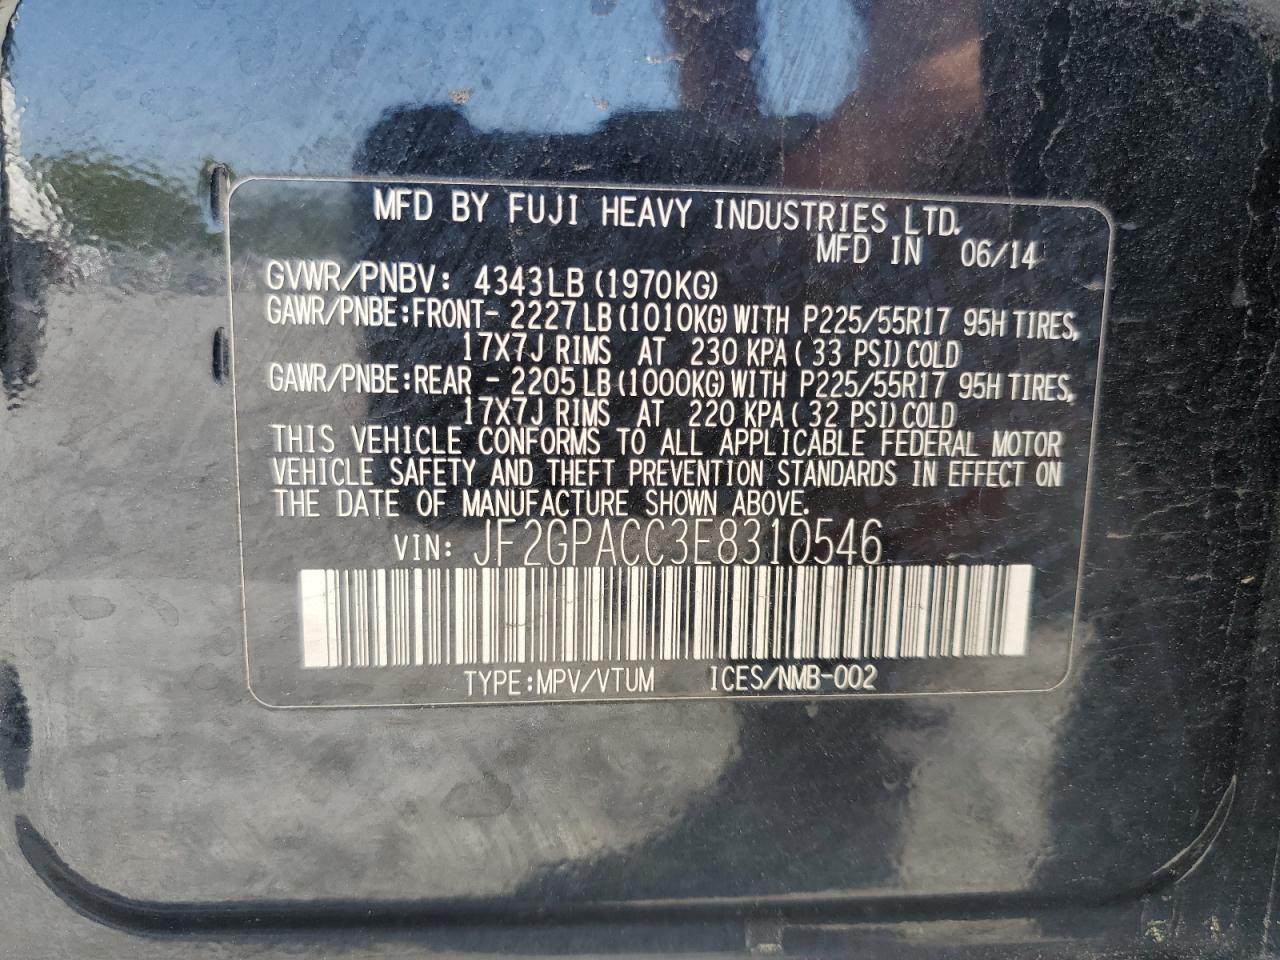 MFD BY FUJI HEAVY INDUSTRIES LTD.
MFD IN 06/14
GVWR/PNBV: 4343LB (1970KG)
GAWR/PNBE:FRONT- 2227 LB (1010KG) WITH P225/55R17 95H TIRES,
17X7J RIMS AT 230 KPA ( 33 PSI) COLD
GAWR/PNBE:REAR - 2205 LB (1000KG) WITH P225/55R17 95H TIRES,
17X7J RIMS AT 220 KPA ( 32 PSI) COLD
THIS VEHICLE CONFORMS TO ALL APPLICABLE FEDERAL MOTOR
VEHICLE SAFETY AND THEFT PREVENTION STANDARDS IN EFFECT ON
THE DATE OF MANUFACTURE SHOWN ABOVE.
VIN: JF2GPACC3E8310546
TYPE:MPV/VTUM ICES/NMB-002